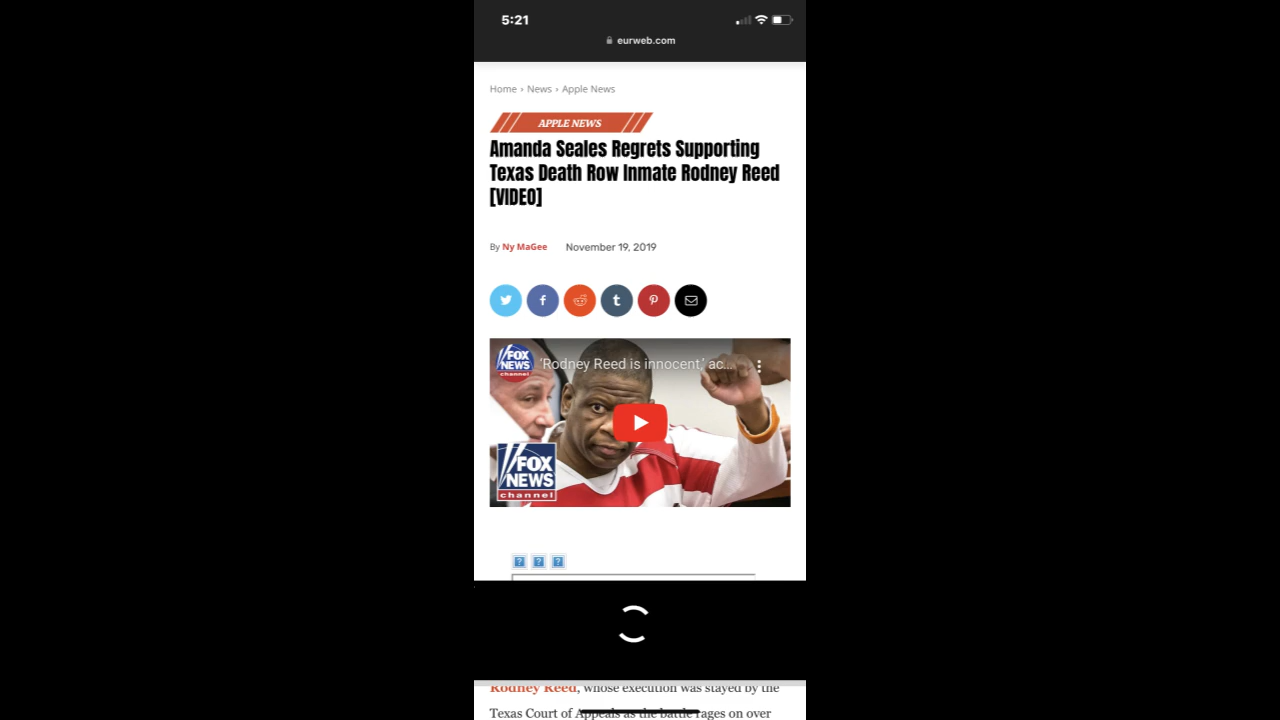 5:21
eurweb.com
Home › News › Apple News
APPLE NEWS
Amanda Seales Regrets Supporting
Texas Death Row Inmate Rodney Reed
[VIDEO]
By Ny MaGee November 19, 2019
FOX
NEWS
channel
'Rodney Reed is innocent,' ac...
FOX
NEWS
channel
Rodney Reed, whose execution was stayed by the
Texas Court of Appeals as the battle rages on over